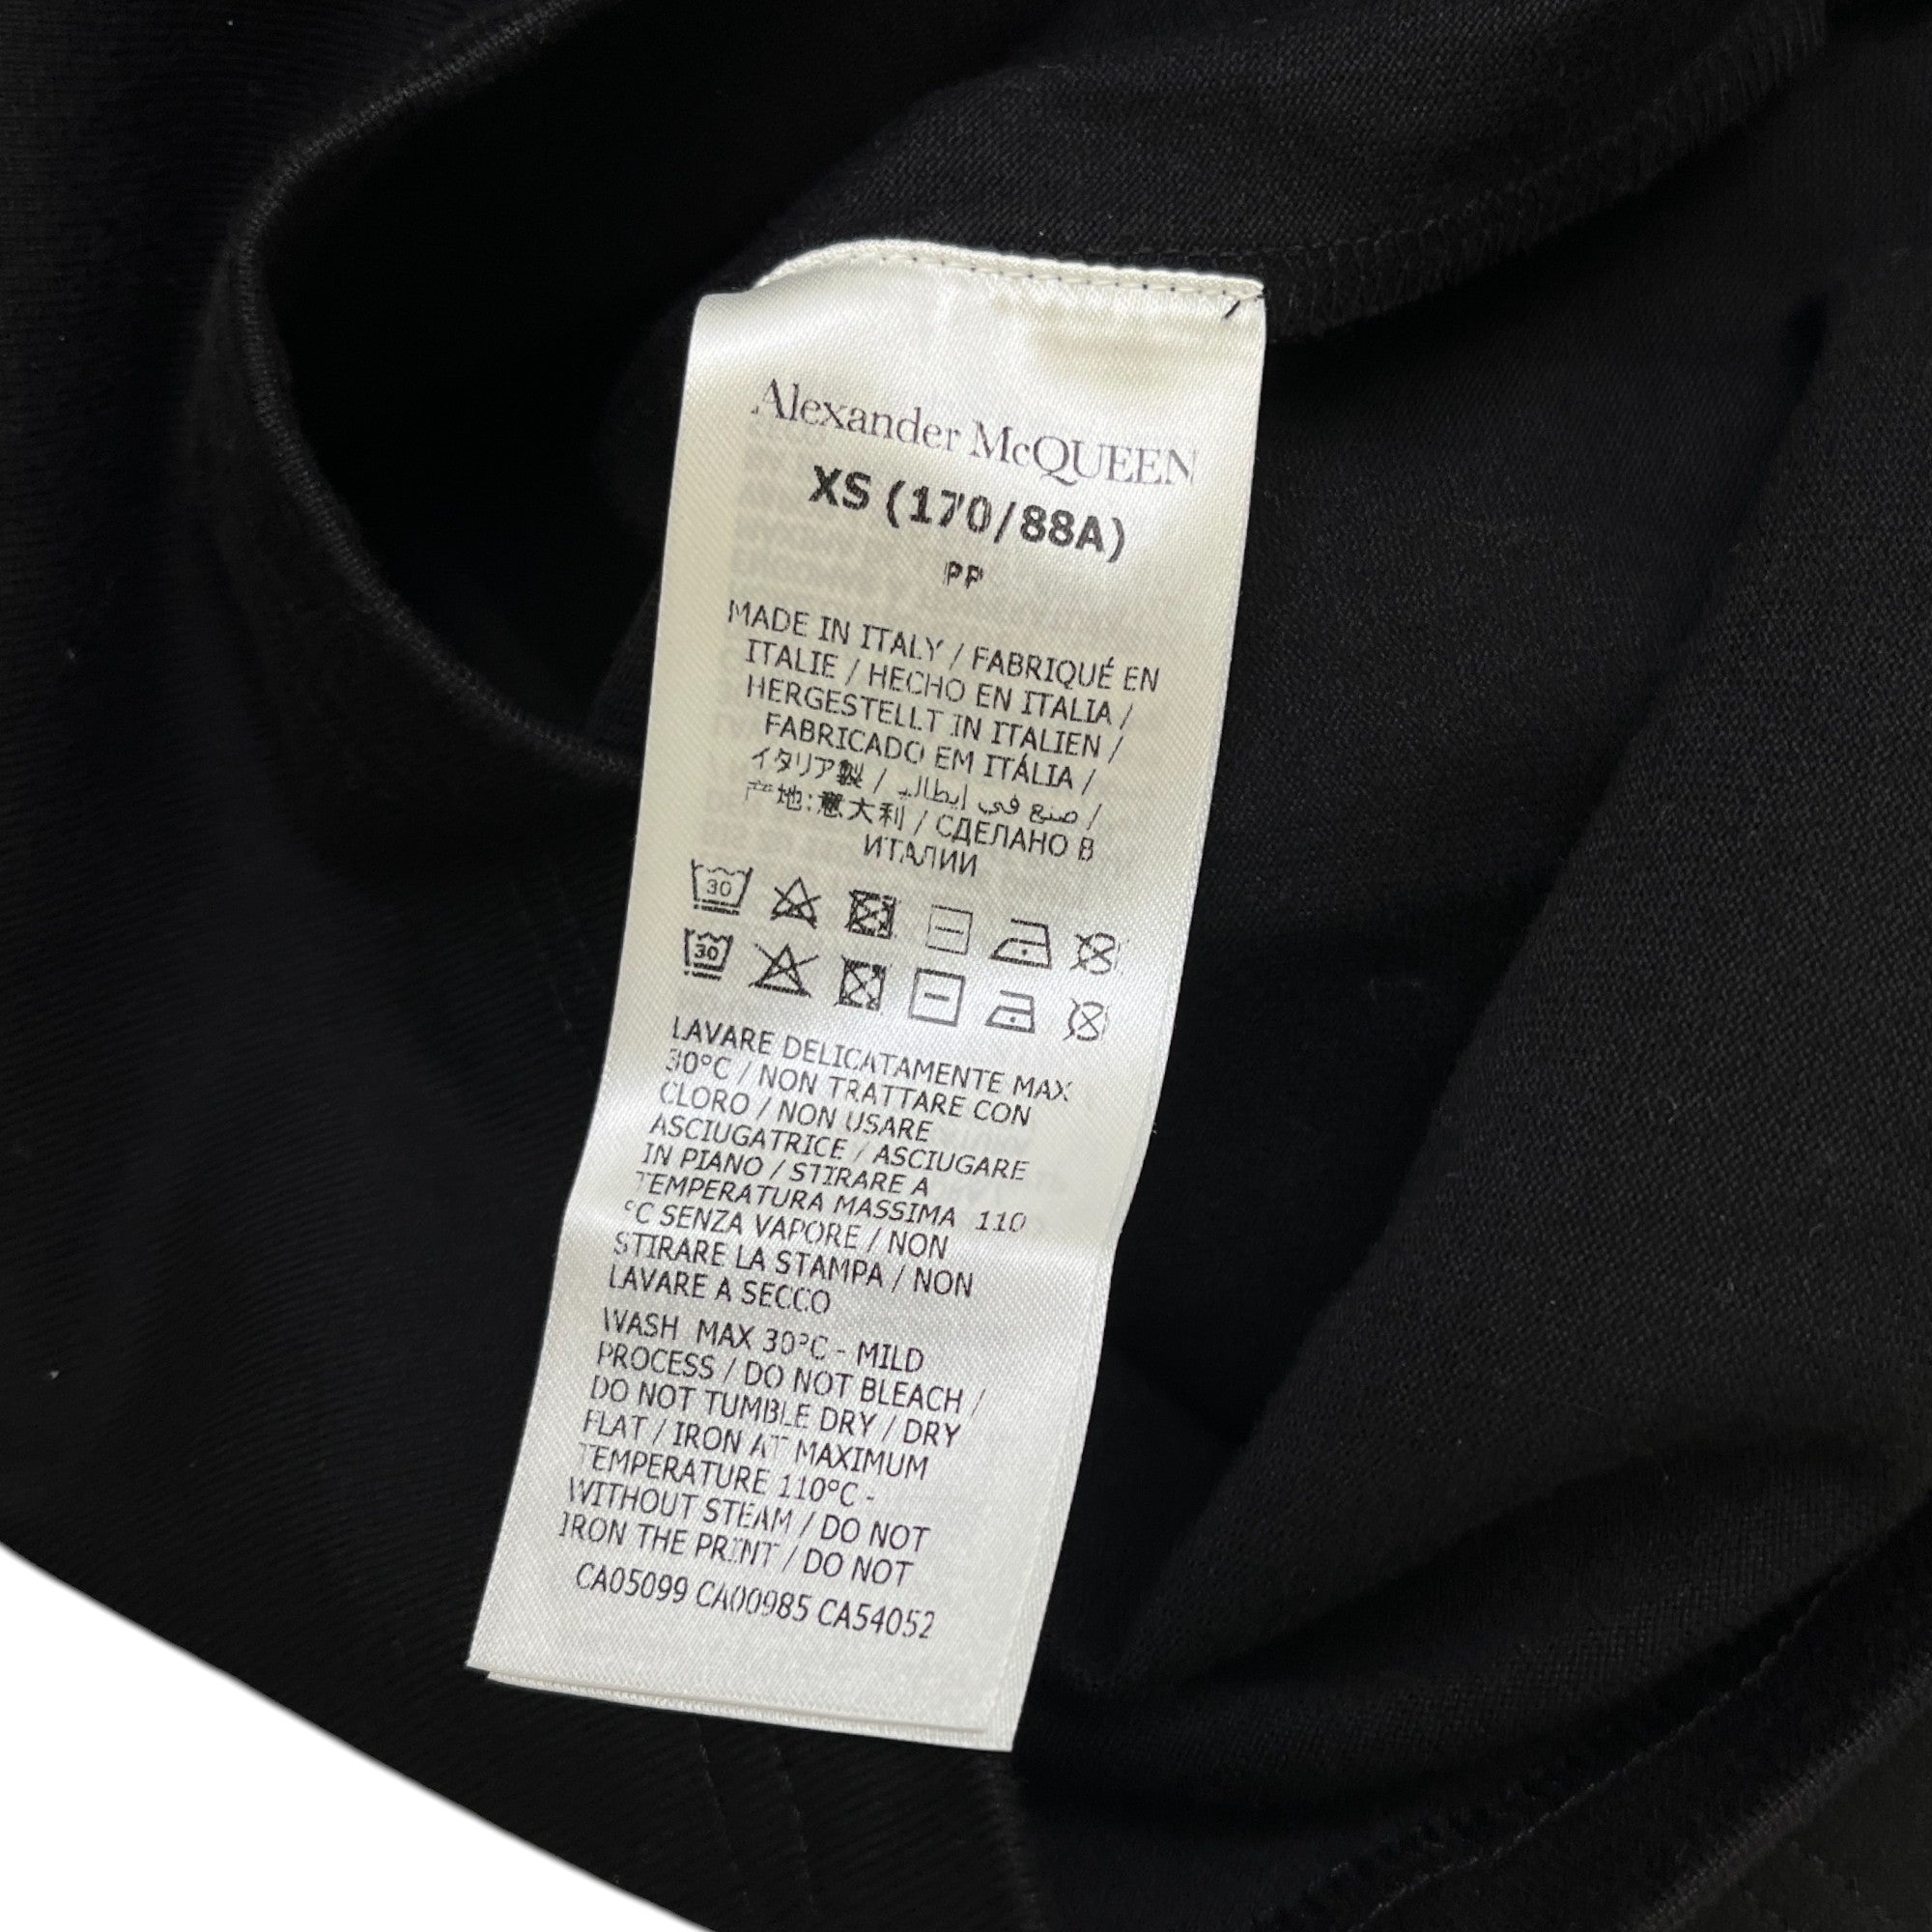 Alexander McQUEEN
XS (170/88A)
PP
MADE IN ITALY / FABRIQUÉ EN
ITALIE / HECHO EN ITALIA /
HERGESTELLT IN ITALIEN /
FABRICADO EM ITÁLIA /
イタリア製 / صنع في إيطاليا /
产地:意大利 / СДЕЛАНО В
ИТАЛИИ
30
30
LAVARE DELICATAMENTE MAX
30°C / NON TRATTARE CON
CLORO / NON USARE
ASCIUGATRICE / ASCIUGARE
IN PIANO / STIRARE A
TEMPERATURA MASSIMA 110
°C SENZA VAPORE / NON
STIRARE LA STAMPA / NON
LAVARE A SECCO
WASH MAX 30°C - MILD
PROCESS / DO NOT BLEACH /
DO NOT TUMBLE DRY / DRY
FLAT / IRON AT MAXIMUM
TEMPERATURE 110°C -
WITHOUT STEAM / DO NOT
IRON THE PRINT / DO NOT
CA05099 CA00985 CA54052